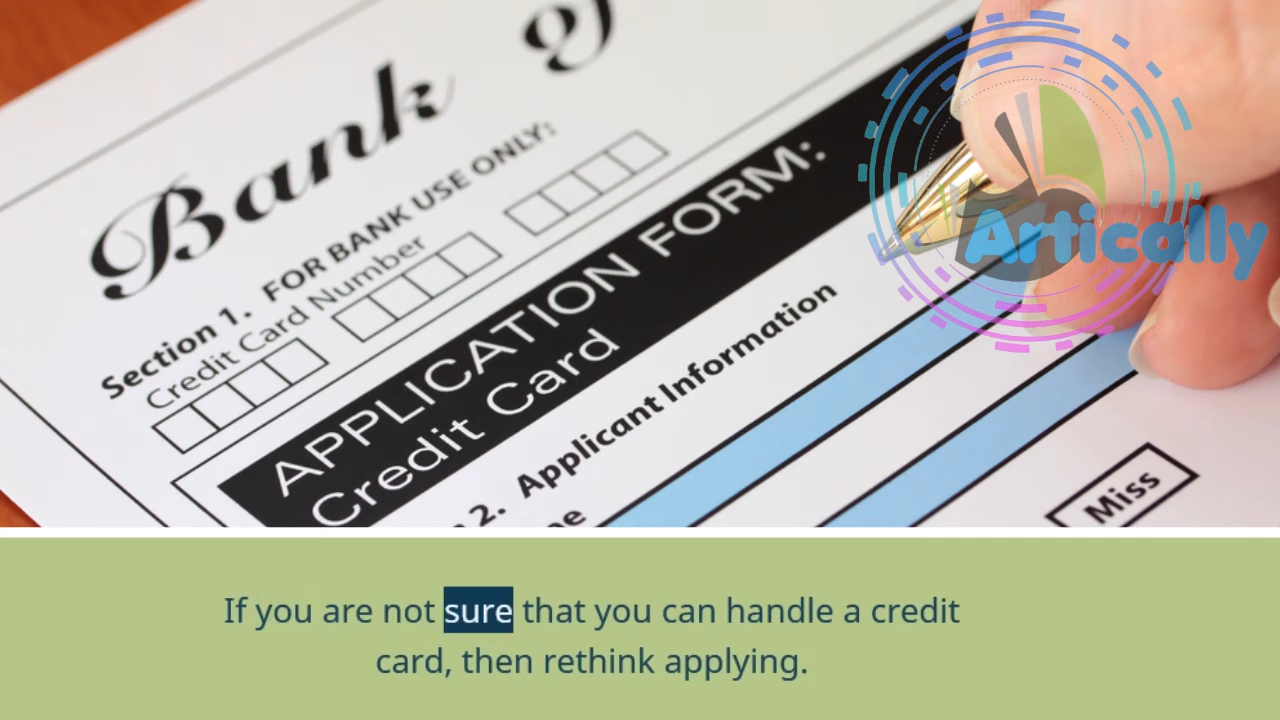 Bank
Section 1. FOR BANK USE ONLY:
Credit Card Number
APPLICATION FORM:
Credit Card
2. Applicant Information
Miss
Artically
If you are not sure that you can handle a credit
card, then rethink applying.